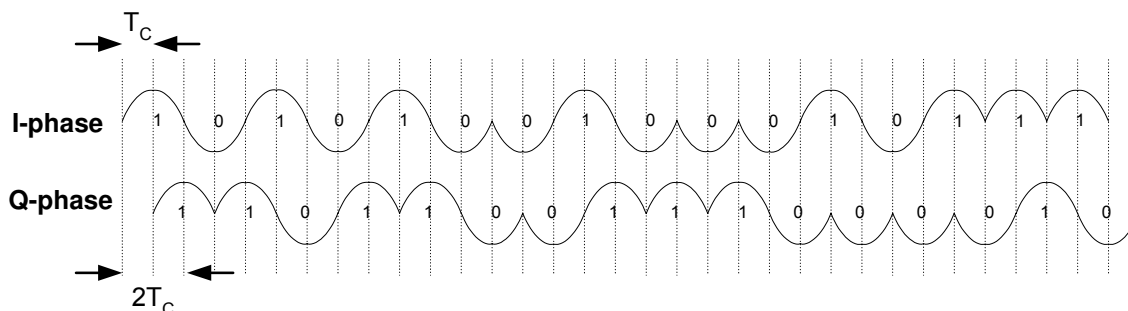 T_C
I-phase 1 0 1 0 1 0 0 1 0 0 0 1 0 1 1 1
Q-phase 1 1 0 1 1 0 0 1 1 1 0 0 0 0 1 0
2T_C